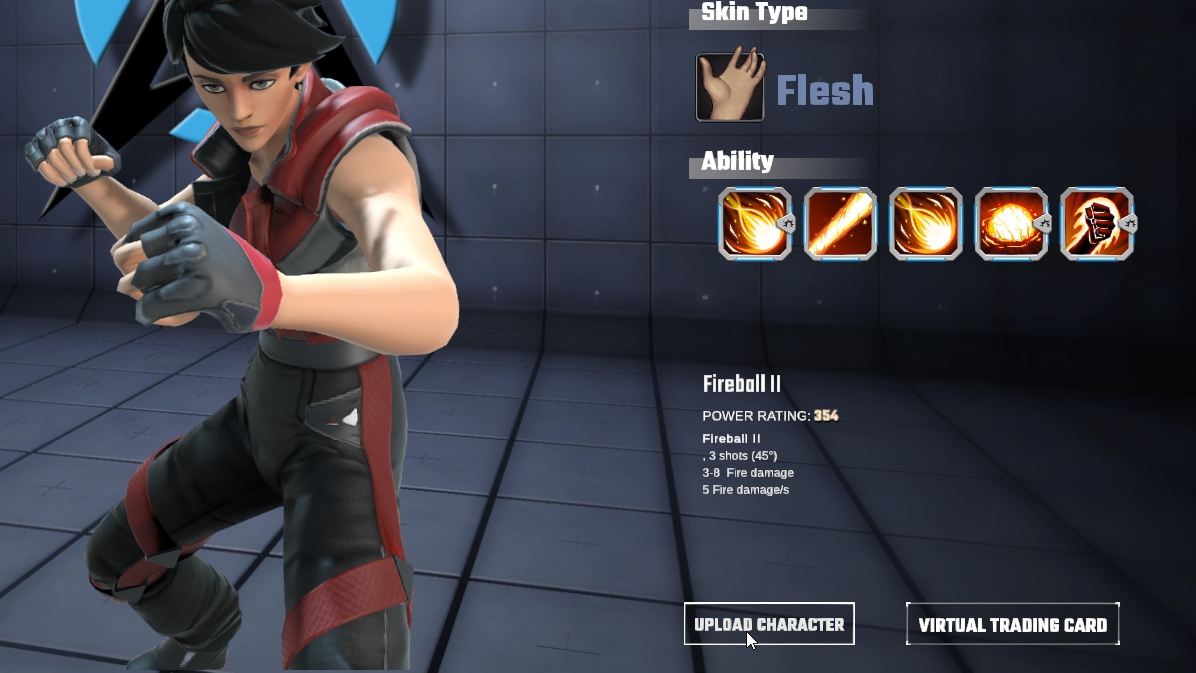 Skin Type
Flesh
Ability
Fireball II
POWER RATING: 354
Fireball II
, 3 shots (45°)
3-8 Fire damage
5 Fire damage/s
UPLOAD CHARACTER
VIRTUAL TRADING CARD